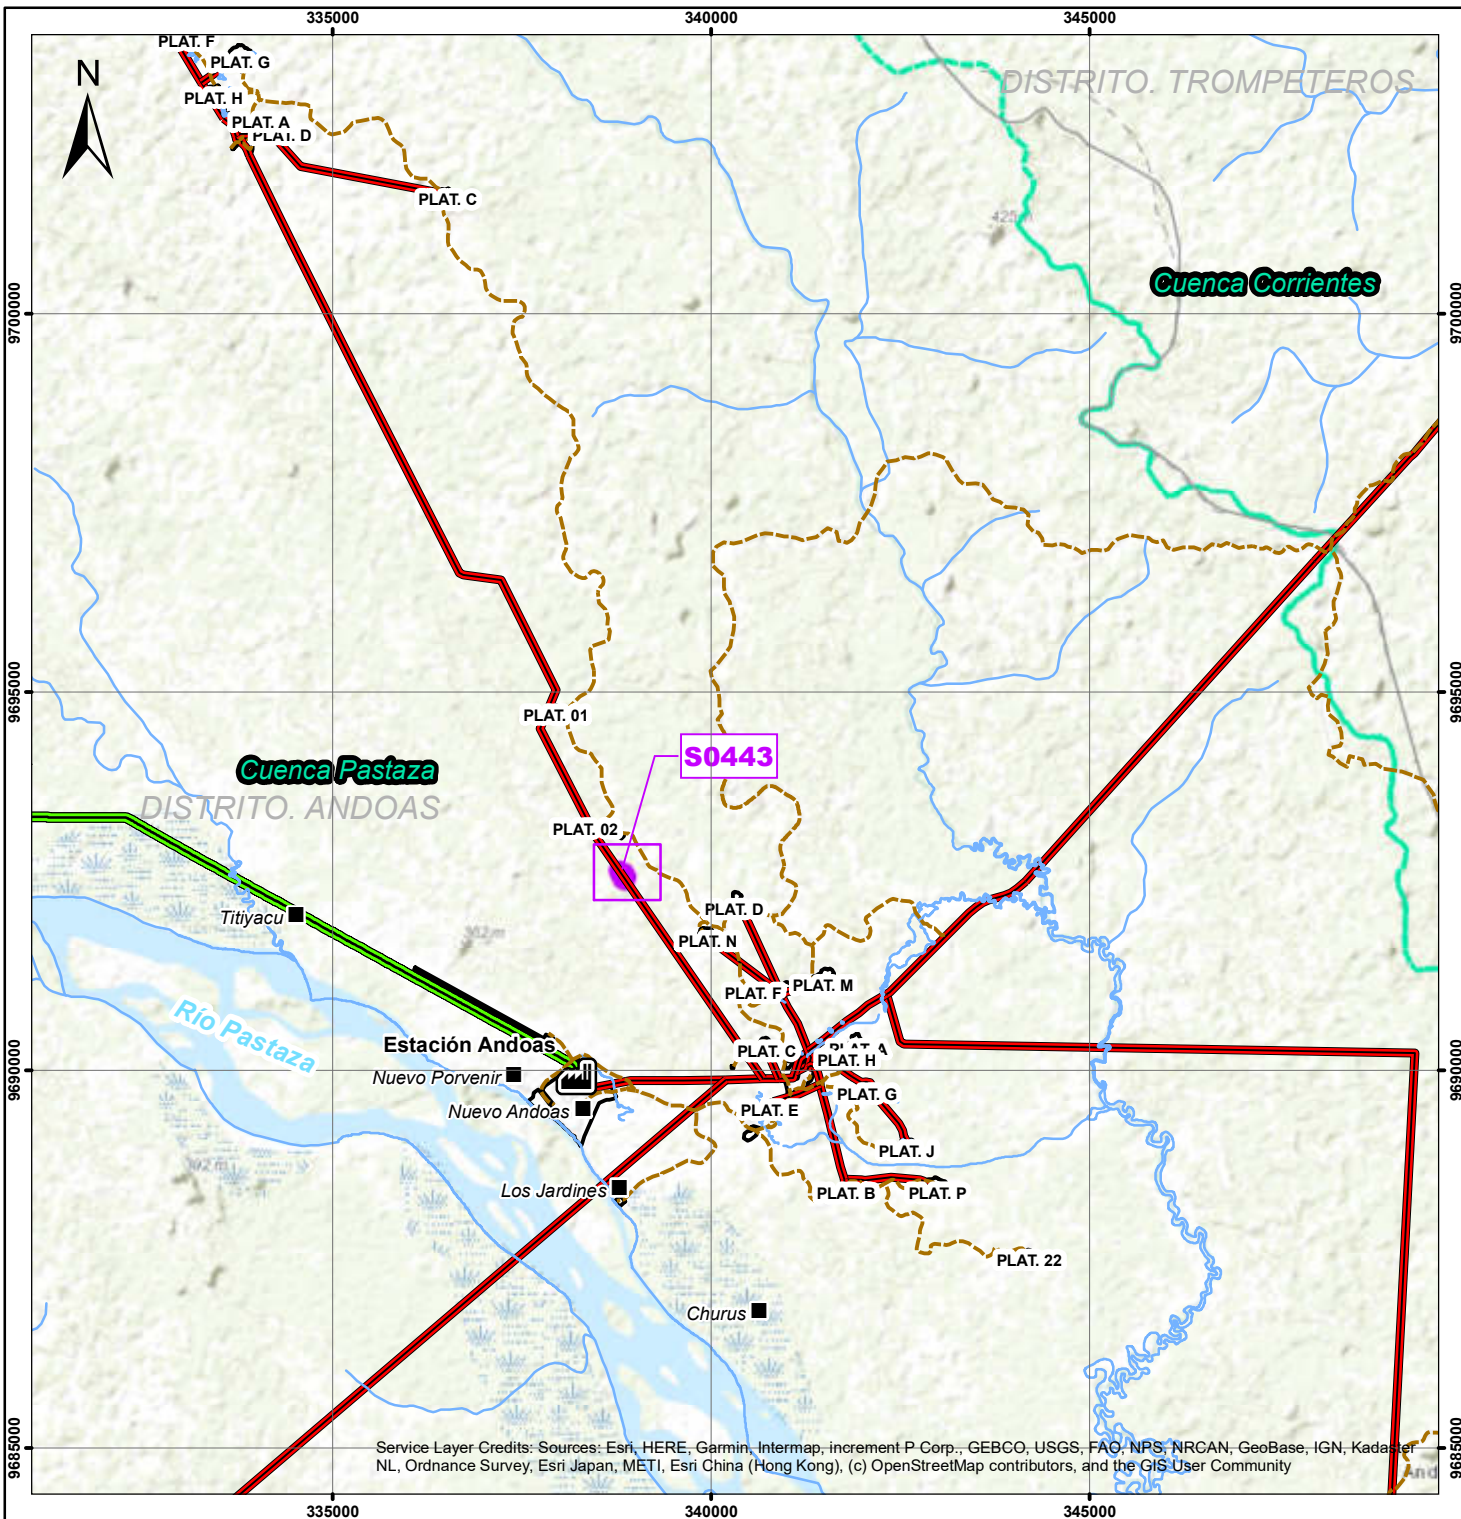 335000
340000
345000
PLAT. F
PLAT. G
N
DISTRITO. TROMPETEROS
PLAT. H
PLAT. A
PLAT. D
PLAT. C
425m
Cuenca Corrientes
9700000
9700000
9695000
9695000
PLAT. 01
S0443
Cuenca Pastaza
DISTRITO. ANDOAS
PLAT. 02
Titiyacu
PLAT. D
302m
PLAT. N
PLAT. M
PLAT. F
Río Pastaza
Estación Andoas
PLAT. C
PLAT. A
PLAT. H
9690000
9690000
Nuevo Porvenir
PLAT. G
Nuevo Andoas
PLAT. E
PLAT. J
302m
Los Jardines
PLAT. B
PLAT. P
PLAT. 22
Churus
9685000
9685000
Service Layer Credits: Sources: Esri, HERE, Garmin, Intermap, increment P Corp., GEBCO, USGS, FAO, NPS, NRCAN, GeoBase, IGN, Kadaster
NL, Ordnance Survey, Esri Japan, METI, Esri China (Hong Kong), (c) OpenStreetMap contributors, and the GIS User Community
335000
340000
345000